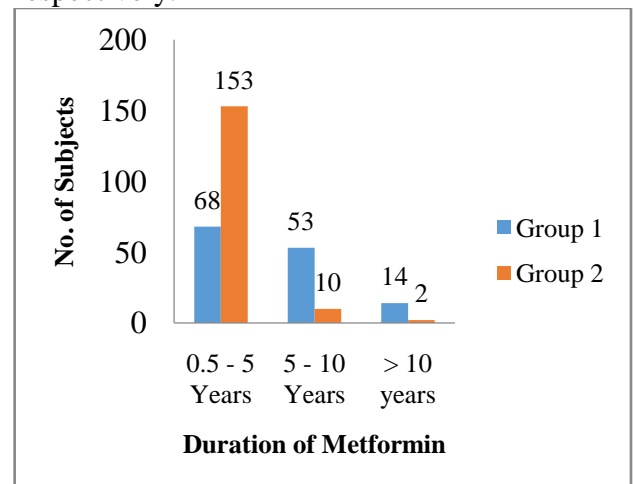 respectively.
200
153
150
No. of Subjects
100
68
53
50
14
10
2
0
Group 1
Group 2
0.5 - 5 Years
5 - 10 Years
> 10 years
Duration of Metformin